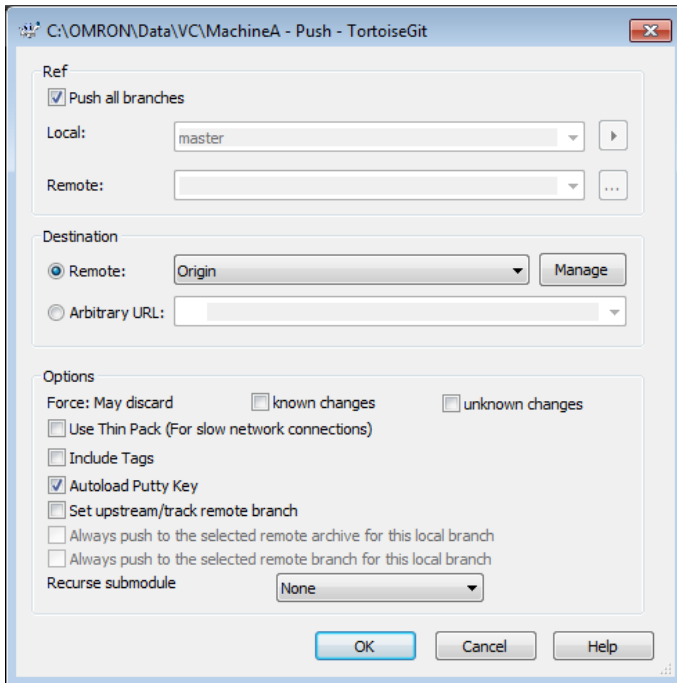 C:\OMRON\Data\VC\MachineA - Push - TortoiseGit
Ref
Push all branches
Local: master
Remote: ...
Destination
Remote: Origin Manage
Arbitrary URL:
Options
Force: May discard known changes unknown changes
Use Thin Pack (For slow network connections)
Include Tags
Autoload Putty Key
Set upstream/track remote branch
Always push to the selected remote archive for this local branch
Always push to the selected remote branch for this local branch
Recurse submodule None
OK Cancel Help